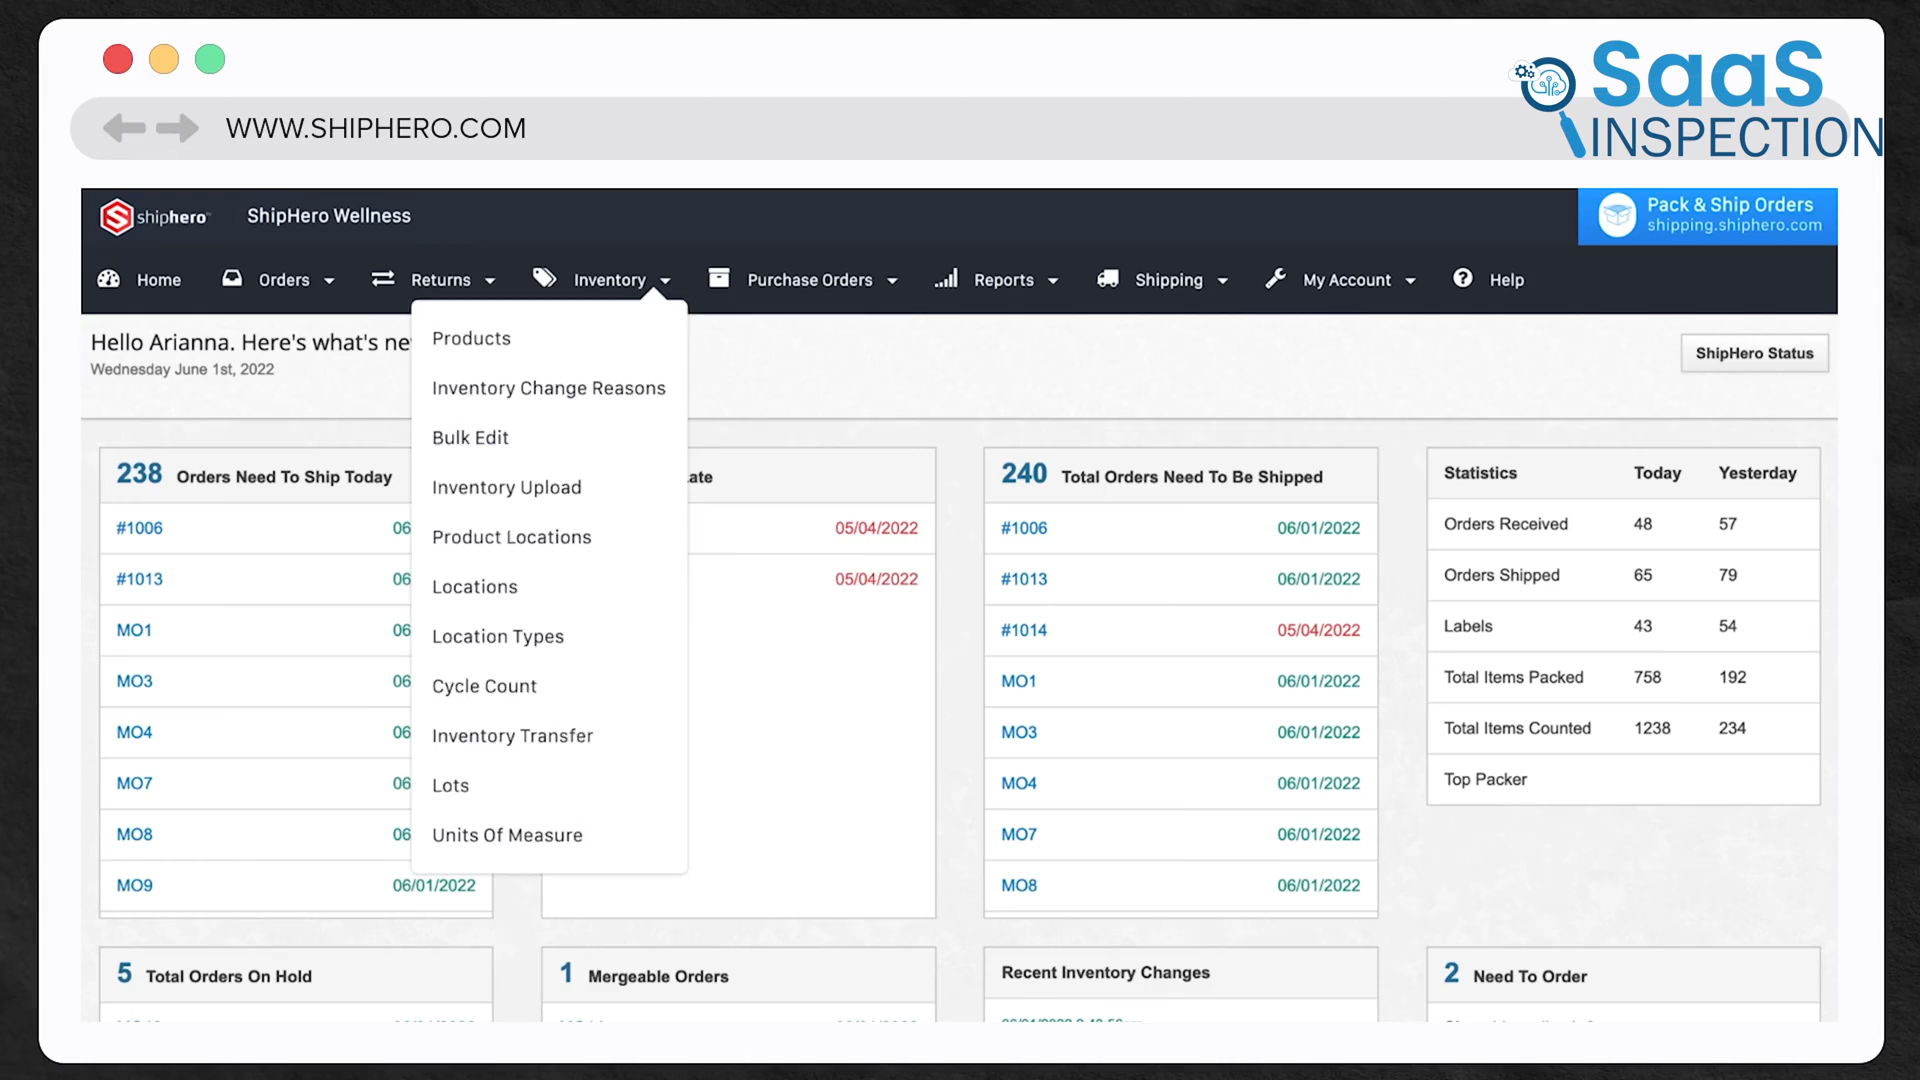 SaaS
INSPECTION
WWW.SHIPHERO.COM
shiphero
ShipHero Wellness
Pack & Ship Orders
shipping.shiphero.com
Home
Orders
Returns
Inventory
Purchase Orders
Reports
Shipping
My Account
Help
Hello Arianna. Here's what's
Wednesday June 1st, 2022
ShipHero Status
Products
Inventory Change Reasons
Bulk Edit
Inventory Upload
Product Locations
Locations
Location Types
Cycle Count
Inventory Transfer
Lots
Units Of Measure
238 Orders Need To Ship Today
#1006 06
#1013 06
MO1 06
MO3 06
MO4 06
MO7 06
MO8 06
MO9 06/01/2022
05/04/2022
05/04/2022
240 Total Orders Need To Be Shipped
#1006 06/01/2022
#1013 06/01/2022
#1014 05/04/2022
MO1 06/01/2022
MO3 06/01/2022
MO4 06/01/2022
MO7 06/01/2022
MO8 06/01/2022
Statistics Today Yesterday
Orders Received 48 57
Orders Shipped 65 79
Labels 43 54
Total Items Packed 758 192
Total Items Counted 1238 234
Top Packer
5 Total Orders On Hold
1 Mergeable Orders
Recent Inventory Changes
2 Need To Order